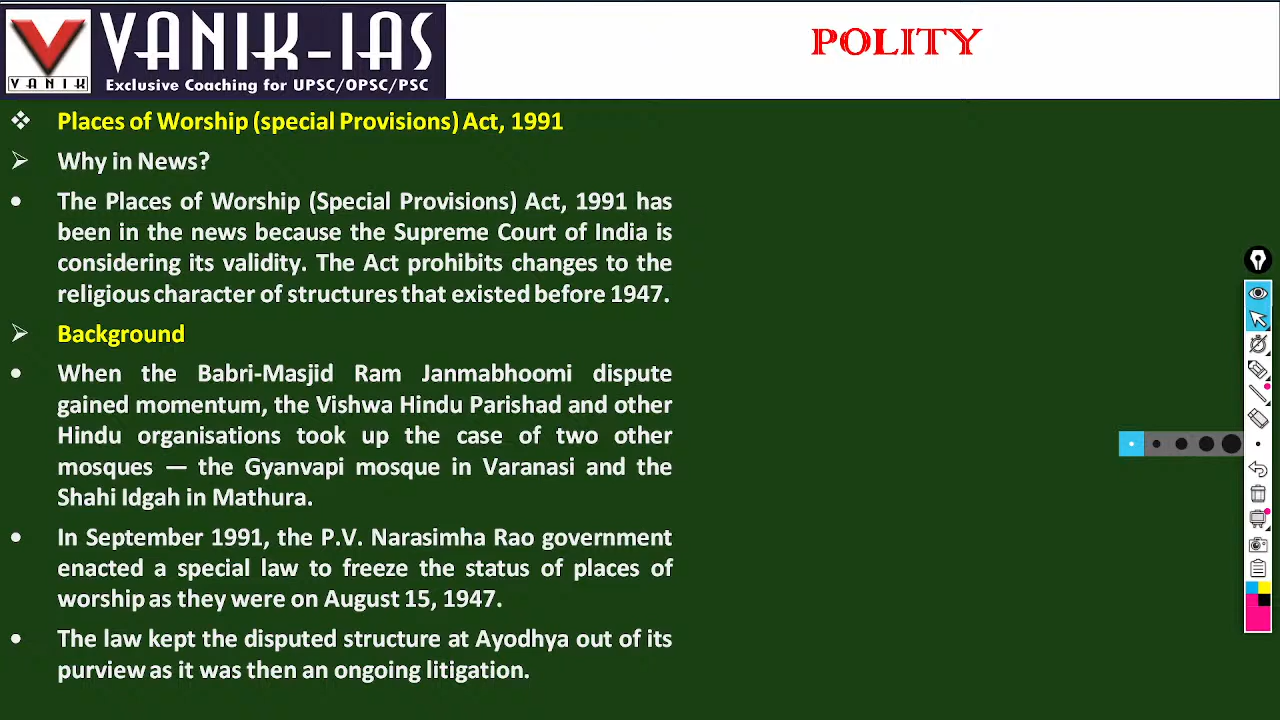 VANIK-IAS
VANIK
Exclusive Coaching for UPSC/OPSC/PSC
POLITY
Places of Worship (special Provisions) Act, 1991
Why in News?
The Places of Worship (Special Provisions) Act, 1991 has
been in the news because the Supreme Court of India is
considering its validity. The Act prohibits changes to the
religious character of structures that existed before 1947.
Background
When the Babri-Masjid Ram Janmabhoomi dispute
gained momentum, the Vishwa Hindu Parishad and other
Hindu organisations took up the case of two other
mosques — the Gyanvapi mosque in Varanasi and the
Shahi Idgah in Mathura.
In September 1991, the P.V. Narasimha Rao government
enacted a special law to freeze the status of places of
worship as they were on August 15, 1947.
The law kept the disputed structure at Ayodhya out of its
purview as it was then an ongoing litigation.